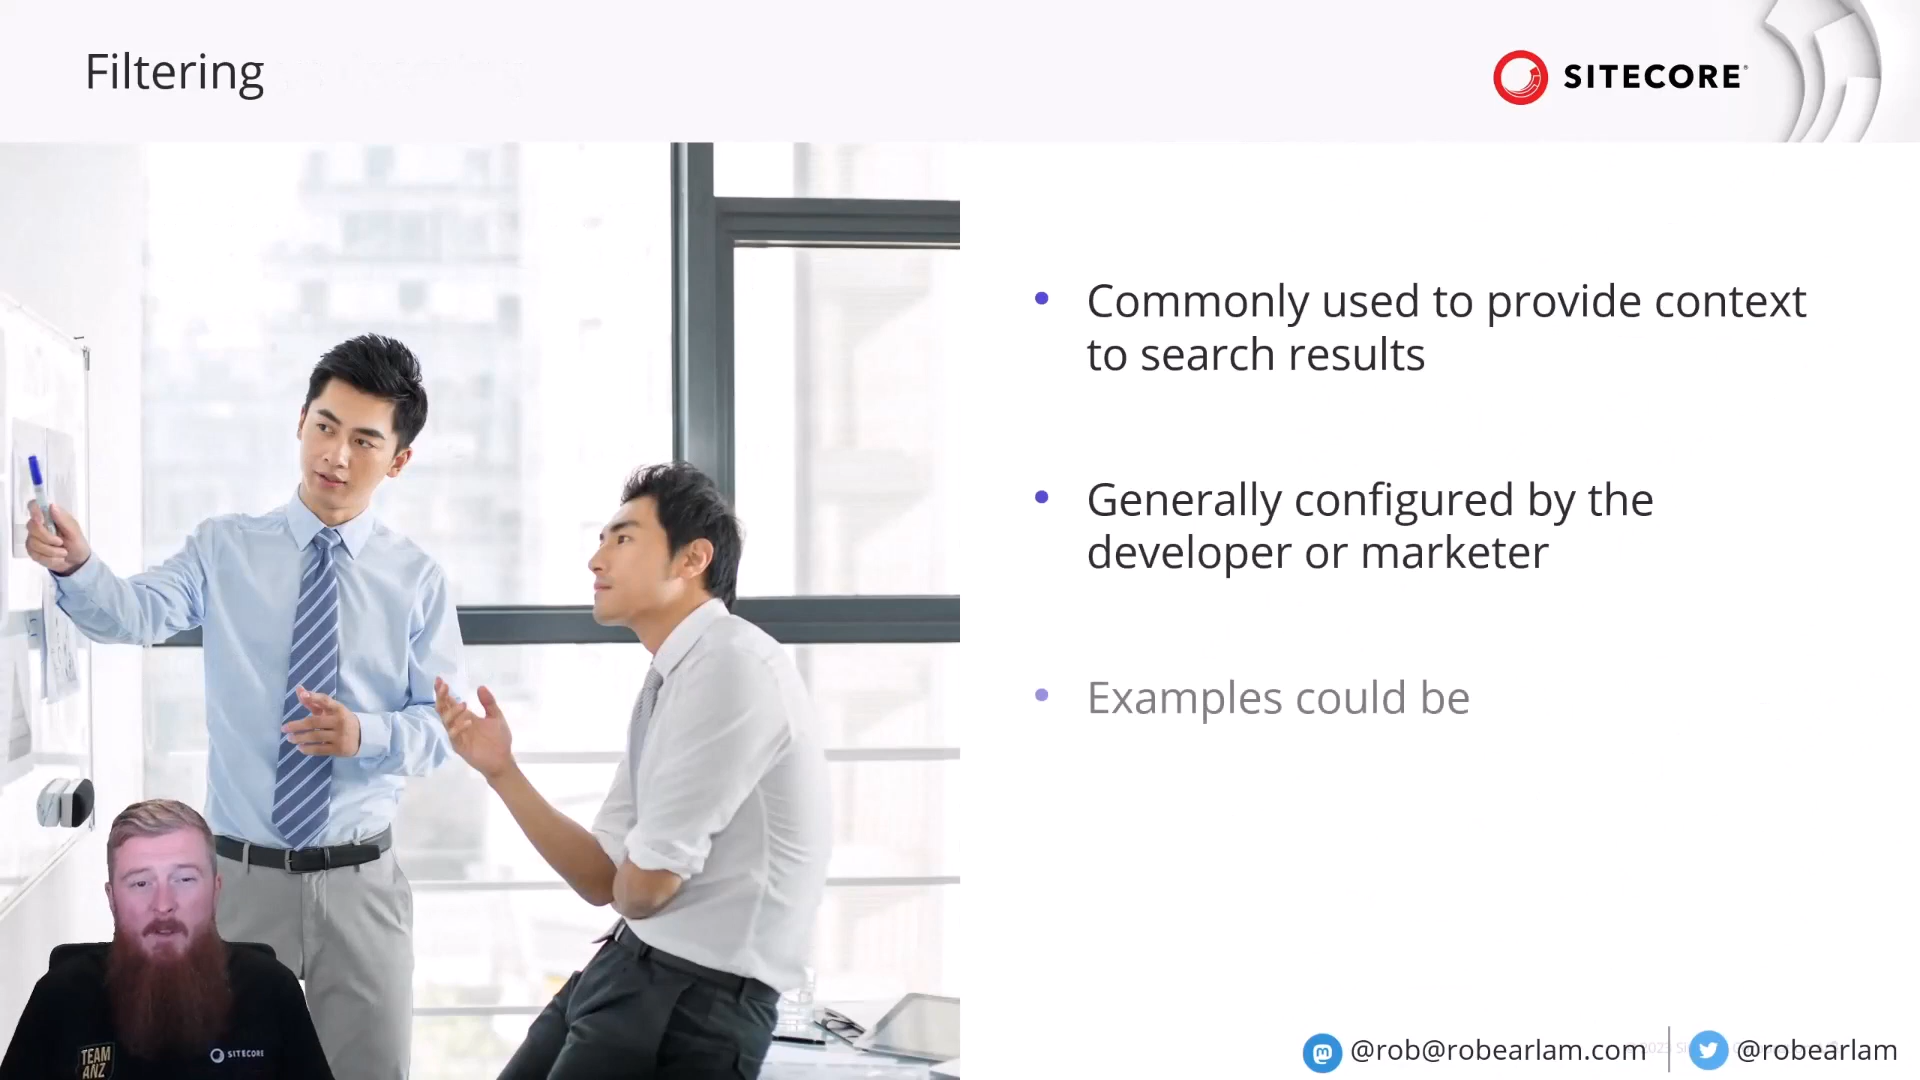 Filtering
SITECORE
Commonly used to provide context
to search results
Generally configured by the
developer or marketer
Examples could be
TEAM
ANZ
SITECORE
@rob@robearlam.com
@robearlam